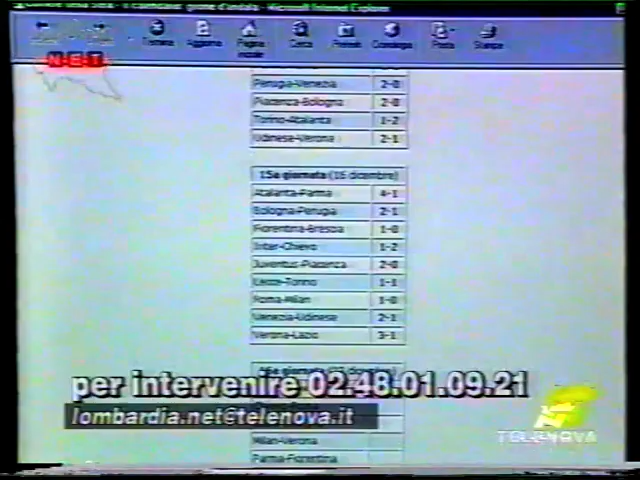 Microsoft Internet Explorer
Termina Aggiorna Pagina iniziale Cerca Preferiti Cronologia Posta Stampa
N.E.T.
Perugia-Venezia 2-0
Piacenza-Bologna 2-0
Torino-Atalanta 1-2
Udinese-Verona 2-1
15a giornata (16 dicembre)
Atalanta-Parma 4-1
Bologna-Perugia 2-1
Fiorentina-Brescia 1-0
Inter-Chievo 1-2
Juventus-Piacenza 2-0
Lecce-Torino 1-1
Roma-Milan 1-0
Venezia-Udinese 2-1
Verona-Lazio 3-1
per intervenire 02.48.01.09.21
lombardia.net@telenova.it
TELENOVA
Milan-Verona
Parma-Fiorentina